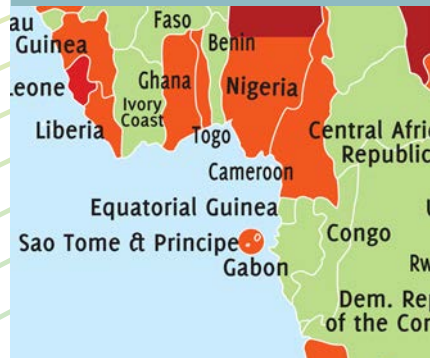 au
Faso
Guinea
Benin
eone
Ghana
Nigeria
Ivory
Coast
Liberia
Togo
Central Afri
Republic
Cameroon
Equatorial Guinea
Sao Tome & Principe
Congo
Gabon
Rw
Dem. Rep
of the Con